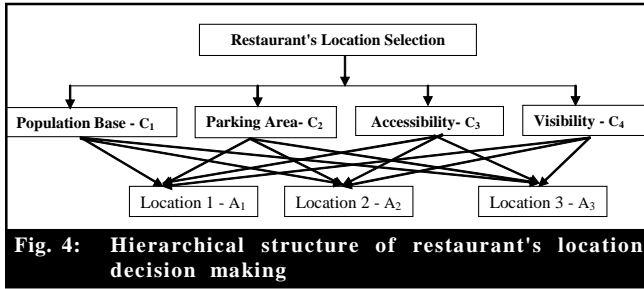 Restaurant's Location Selection
Population Base - C₁ Parking Area- C₂ Accessibility- C₃ Visibility- C₄
Location 1 - A₁ Location 2 - A₂ Location 3 - A₃
Fig. 4: Hierarchical structure of restaurant's location
decision making